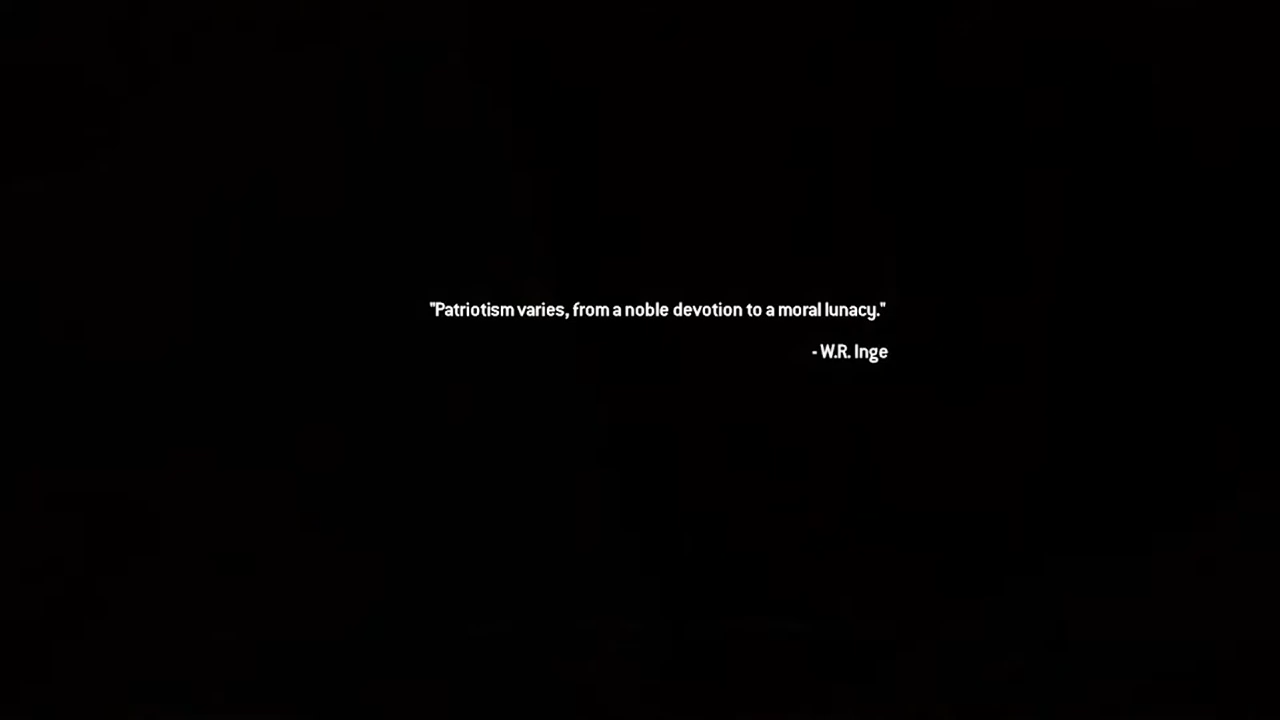 "Patriotism varies, from a noble devotion to a moral lunacy."
- W.R. Inge